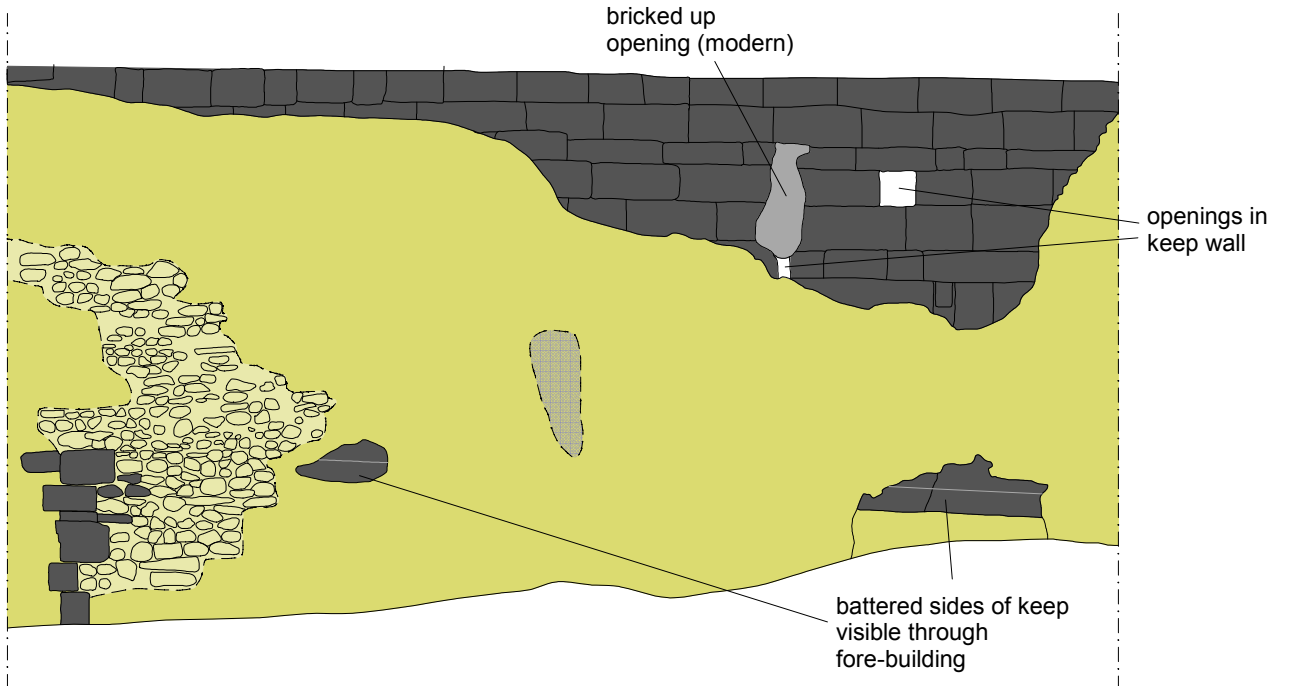 bricked up
opening (modern)
openings in
keep wall
battered sides of keep
visible through
fore-building